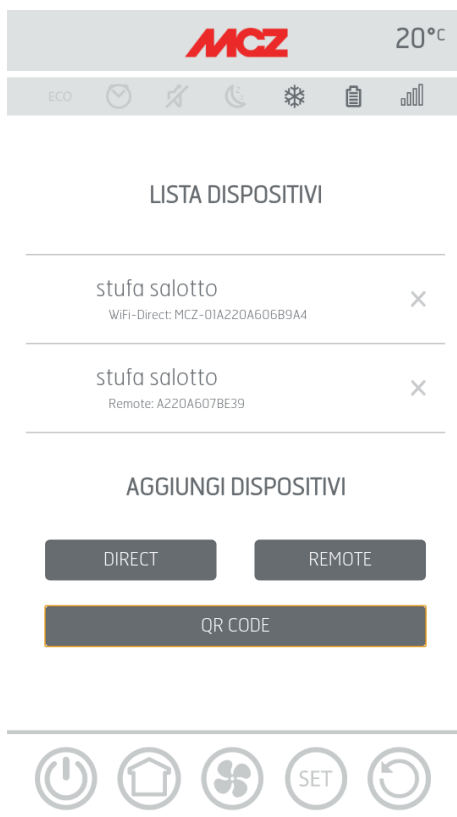 MCZ
20°C
ECO
LISTA DISPOSITIVI
stufa salotto
WiFi-Direct: MCZ-01A220A606B9A4
stufa salotto
Remote: A220A607BE39
AGGIUNGI DISPOSITIVI
DIRECT
REMOTE
QR CODE
SET